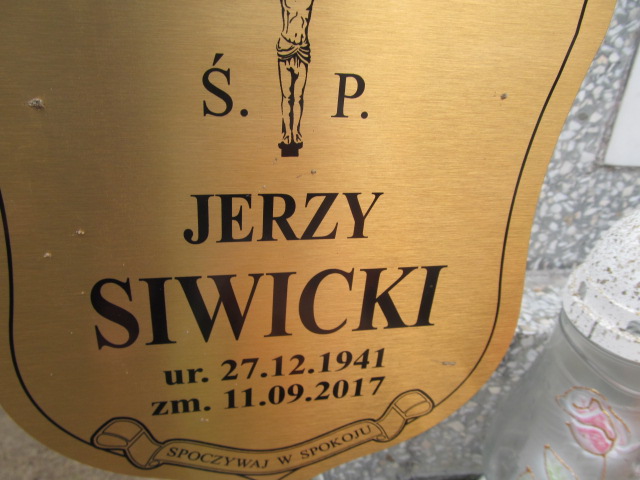 Ś. P.
JERZY
SIWICKI
ur. 27.12.1941
zm. 11.09.2017
SPOCZYWAJ W SPOKOJU